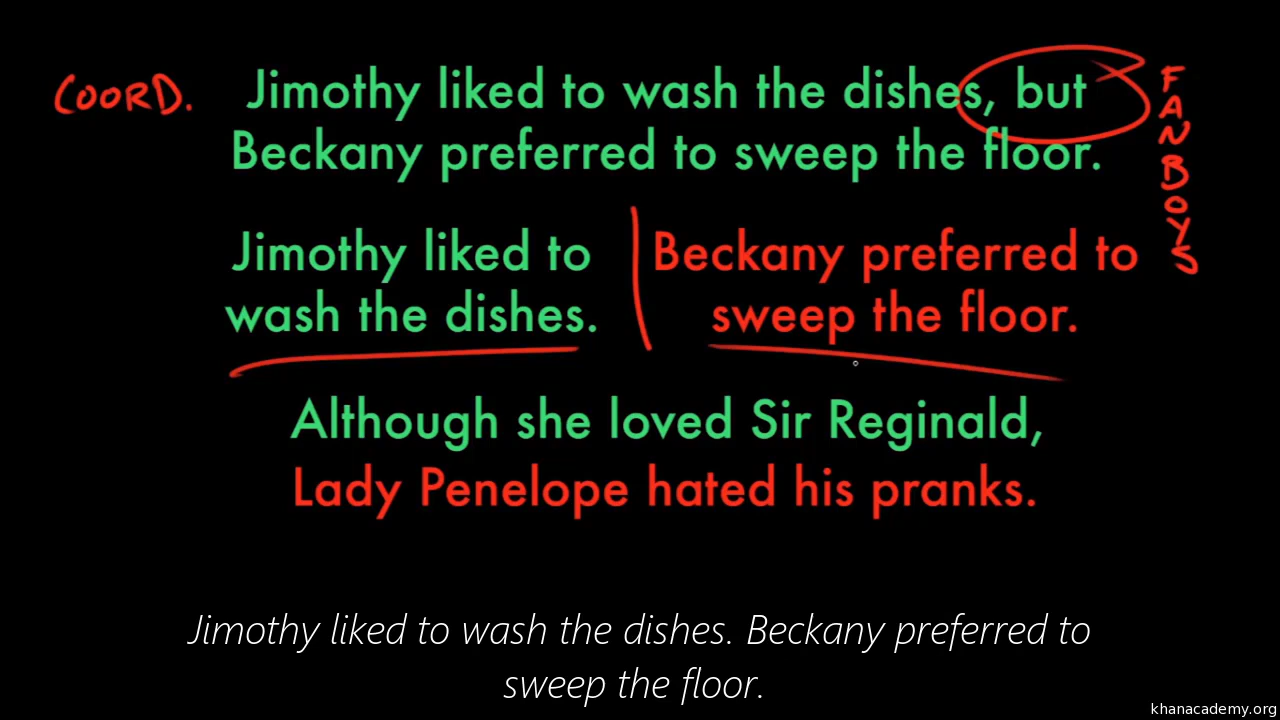 COORD.
Jimothy liked to wash the dishes, but
Beckany preferred to sweep the floor.
FANBOYS
Jimothy liked to
wash the dishes.
Beckany preferred to
sweep the floor.
Although she loved Sir Reginald,
Lady Penelope hated his pranks.
Jimothy liked to wash the dishes. Beckany preferred to
sweep the floor.
khanacademy.org